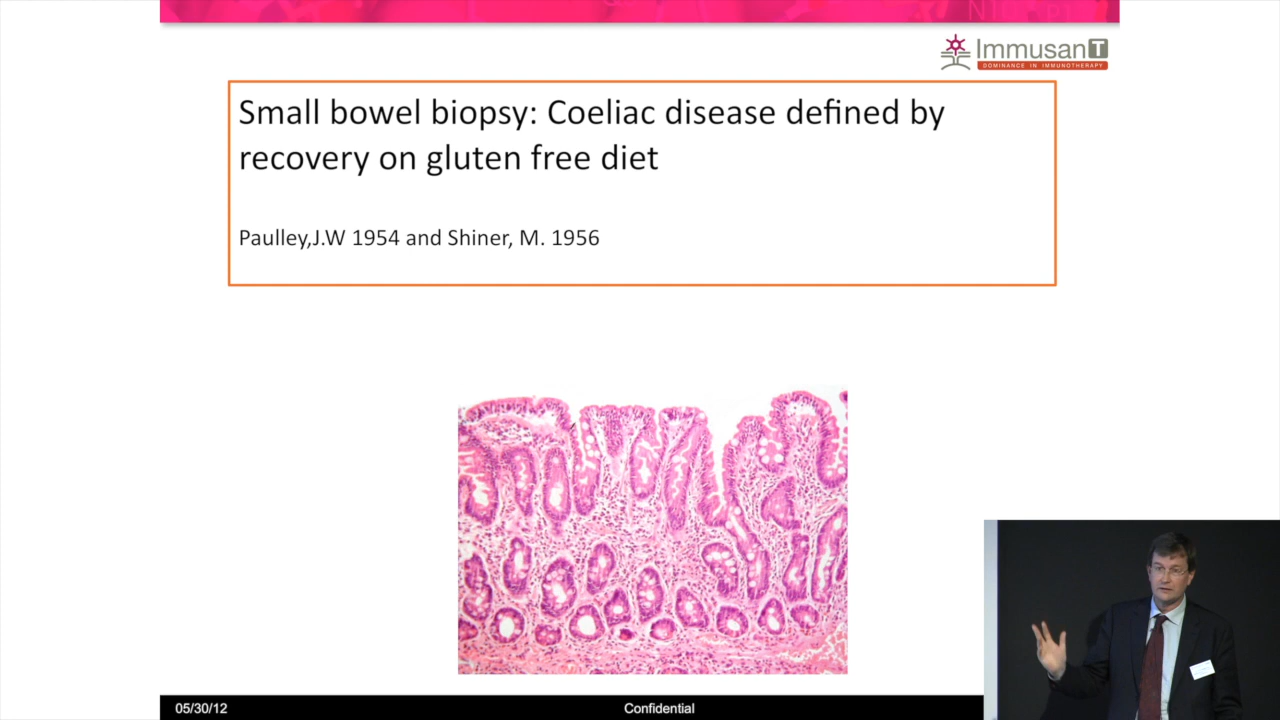 ImmusanT
DOMINANCE IN IMMUNOTHERAPY
Small bowel biopsy: Coeliac disease defined by
recovery on gluten free diet
Paulley,J.W 1954 and Shiner, M. 1956
05/30/12
Confidential